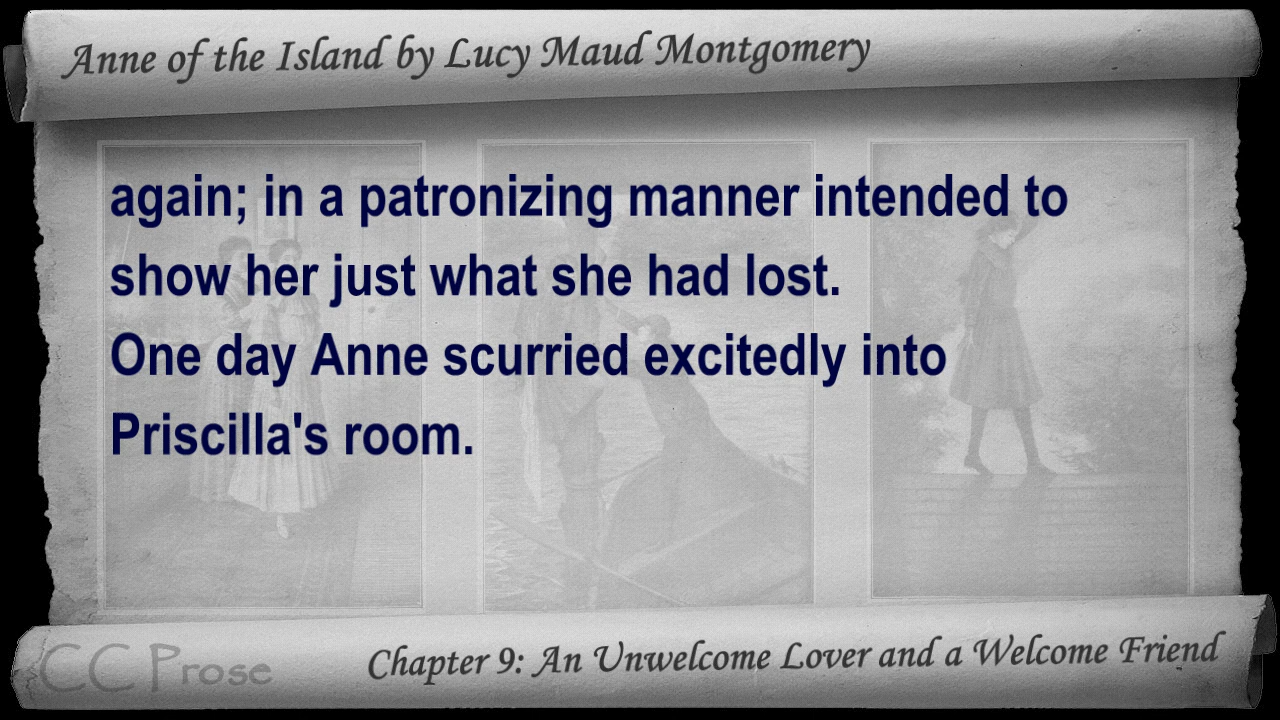 Anne of the Island by Lucy Maud Montgomery
again; in a patronizing manner intended to
show her just what she had lost.
One day Anne scurried excitedly into
Priscilla's room.
CC Prose
Chapter 9: An Unwelcome Lover and a Welcome Friend